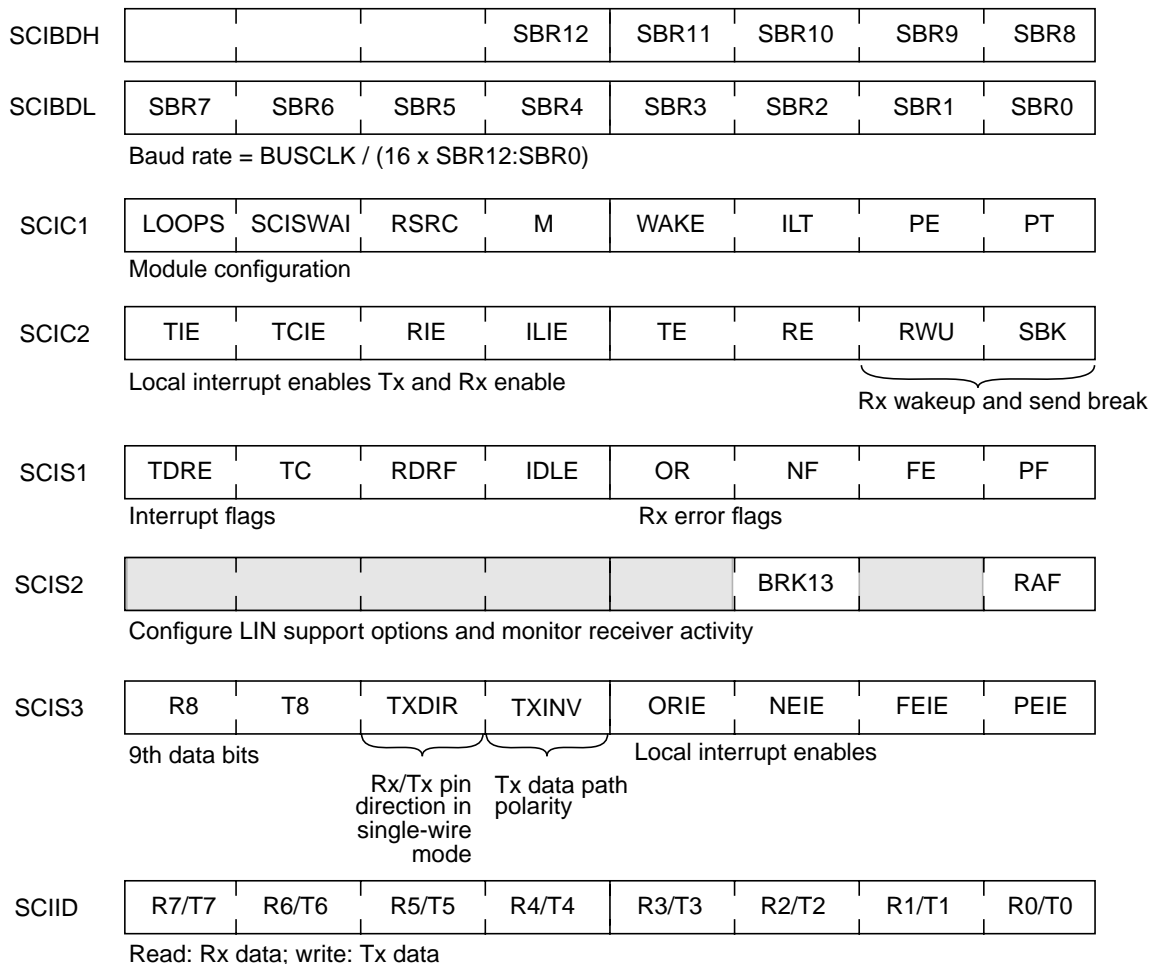 SCIBDH SBR12 SBR11 SBR10 SBR9 SBR8
SCIBDL SBR7 SBR6 SBR5 SBR4 SBR3 SBR2 SBR1 SBR0
Baud rate = BUSCLK / (16 x SBR12:SBR0)
SCIC1 LOOPS SCISWAI RSRC M WAKE ILT PE PT
Module configuration
SCIC2 TIE TCIE RIE ILIE TE RE RWU SBK
Local interrupt enables Tx and Rx enable
Rx wakeup and send break
SCIS1 TDRE TC RDRF IDLE OR NF FE PF
Interrupt flags Rx error flags
SCIS2 BRK13 RAF
Configure LIN support options and monitor receiver activity
SCIS3 R8 T8 TXDIR TXINV ORIE NEIE FEIE PEIE
9th data bits Local interrupt enables
Rx/Tx pin
direction in
single-wire
mode
Tx data path
polarity
SCIID R7/T7 R6/T6 R5/T5 R4/T4 R3/T3 R2/T2 R1/T1 R0/T0
Read: Rx data; write: Tx data